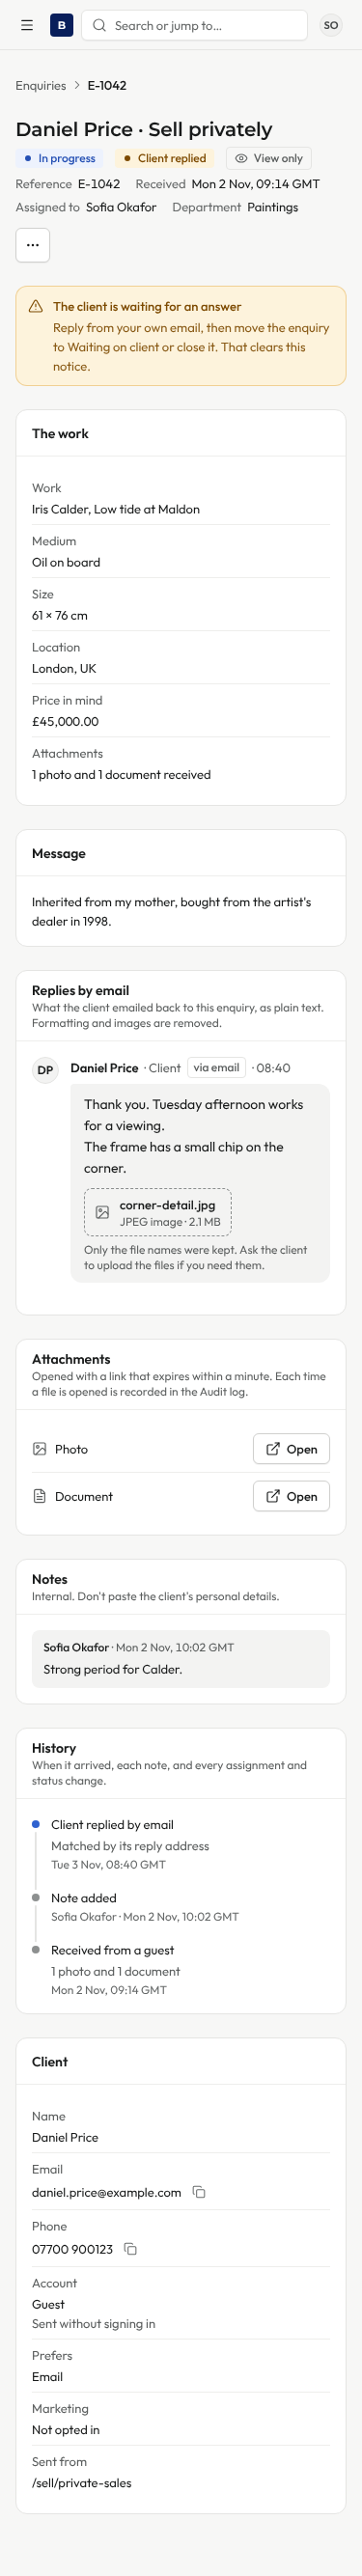 B
Search or jump to...
SO
Enquiries > E-1042
Daniel Price · Sell privately
In progress
Client replied
View only
Reference E-1042 Received Mon 2 Nov, 09:14 GMT
Assigned to Sofia Okafor Department Paintings
The client is waiting for an answer
Reply from your own email, then move the enquiry
to Waiting on client or close it. That clears this
notice.
The work
Work
Iris Calder, Low tide at Maldon
Medium
Oil on board
Size
61 × 76 cm
Location
London, UK
Price in mind
£45,000.00
Attachments
1 photo and 1 document received
Message
Inherited from my mother, bought from the artist's
dealer in 1998.
Replies by email
What the client emailed back to this enquiry, as plain text.
Formatting and images are removed.
DP
Daniel Price · Client via email · 08:40
Thank you. Tuesday afternoon works
for a viewing.
The frame has a small chip on the
corner.
corner-detail.jpg
JPEG image · 2.1 MB
Only the file names were kept. Ask the client
to upload the files if you need them.
Attachments
Opened with a link that expires within a minute. Each time
a file is opened is recorded in the Audit log.
Photo
Open
Document
Open
Notes
Internal. Don't paste the client's personal details.
Sofia Okafor · Mon 2 Nov, 10:02 GMT
Strong period for Calder.
History
When it arrived, each note, and every assignment and
status change.
Client replied by email
Matched by its reply address
Tue 3 Nov, 08:40 GMT
Note added
Sofia Okafor · Mon 2 Nov, 10:02 GMT
Received from a guest
1 photo and 1 document
Mon 2 Nov, 09:14 GMT
Client
Name
Daniel Price
Email
daniel.price@example.com
Phone
07700 900123
Account
Guest
Sent without signing in
Prefers
Email
Marketing
Not opted in
Sent from
/sell/private-sales